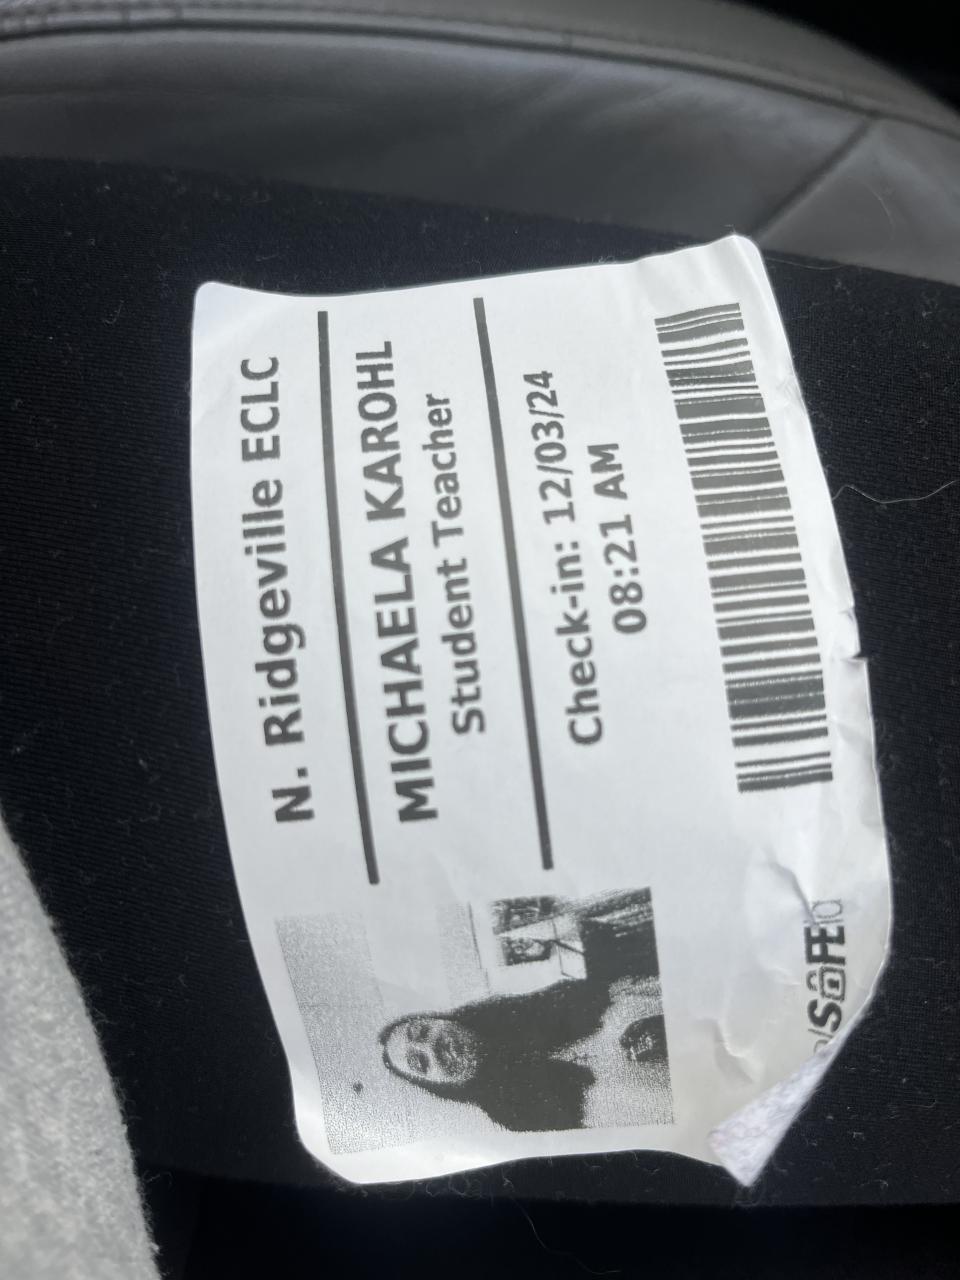 N. Ridgeville ECLC
MICHAELA KAROHL
Student Teacher
Check-in: 12/03/24
08:21 AM